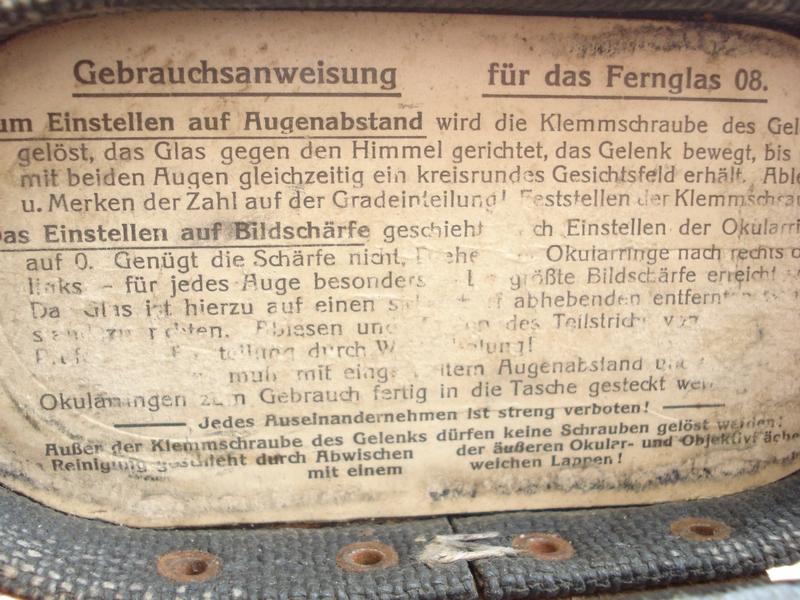 Gebrauchsanweisung für das Fernglas 08.
um Einstellen auf Augenabstand wird die Klemmschraube des Gel
gelöst, das Glas gegen den Himmel gerichtet, das Gelenk bewegt, bis
mit beiden Augen gleichzeitig ein kreisrundes Gesichtsfeld erhält. Able
u. Merken der Zahl auf der Gradeinteilung! Feststellen der Klemmschrau
as Einstellen auf Bildschärfe geschieht ch Einstellen der Okularri
auf 0. Genügt die Schärfe nicht, Okularringe nach rechts o
links – für jedes Auge besonders größte Bildschärfe erreicht
Das Glas ist hierzu auf einen abhebenden
Ablesen des Teilstrichs
durch
muß mit Augenabstand
Okularringen zum Gebrauch fertig in die Tasche gesteckt
Jedes Auseinandernehmen ist streng verboten!
Außer der Klemmschraube des Gelenks dürfen keine Schrauben gelöst werden!
Reinigung geschieht durch Abwischen der äußeren Okular- und Objektivfläche
mit einem weichen Lappen!